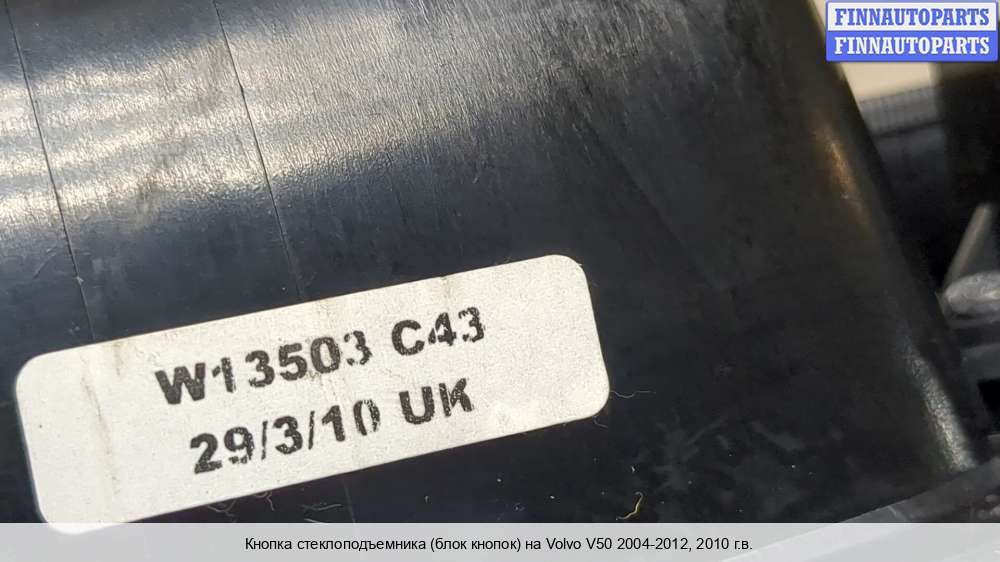 FINNAUTOPARTS
FINNAUTOPARTS
W13503 C43
29/3/10 UK
Кнопка стеклоподъемника (блок кнопок) на Volvo V50 2004-2012, 2010 г.в.